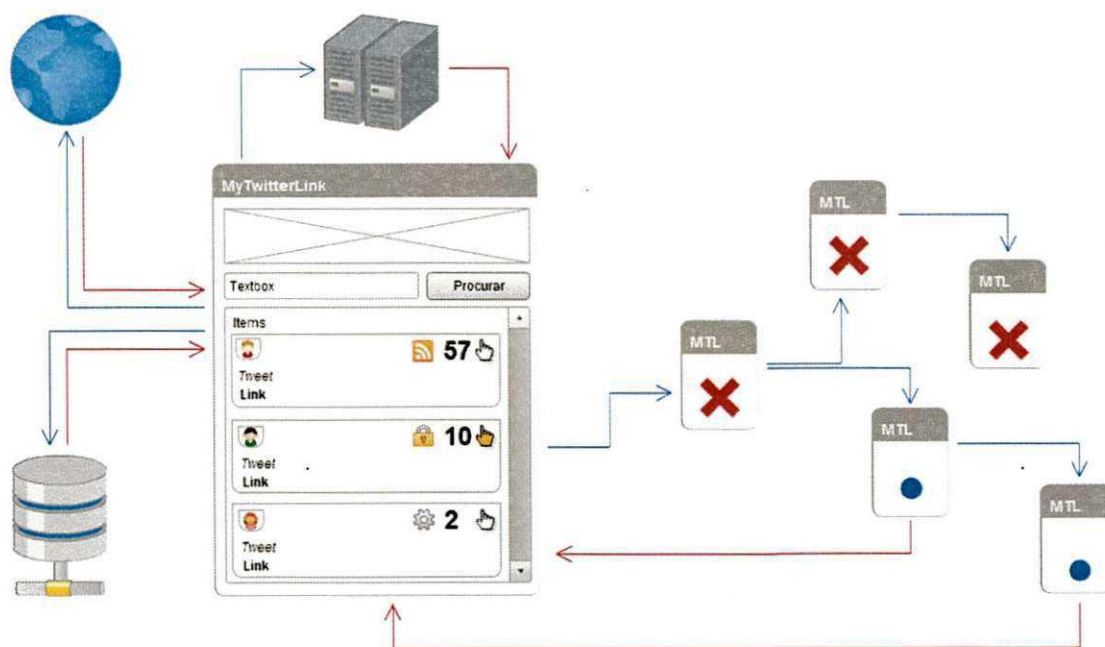 MyTwitterLink
Textbox
Procurar
Items
57
Tweet
Link
10
Tweet
Link
2
Tweet
Link
MTL
MTL
MTL
MTL
MTL